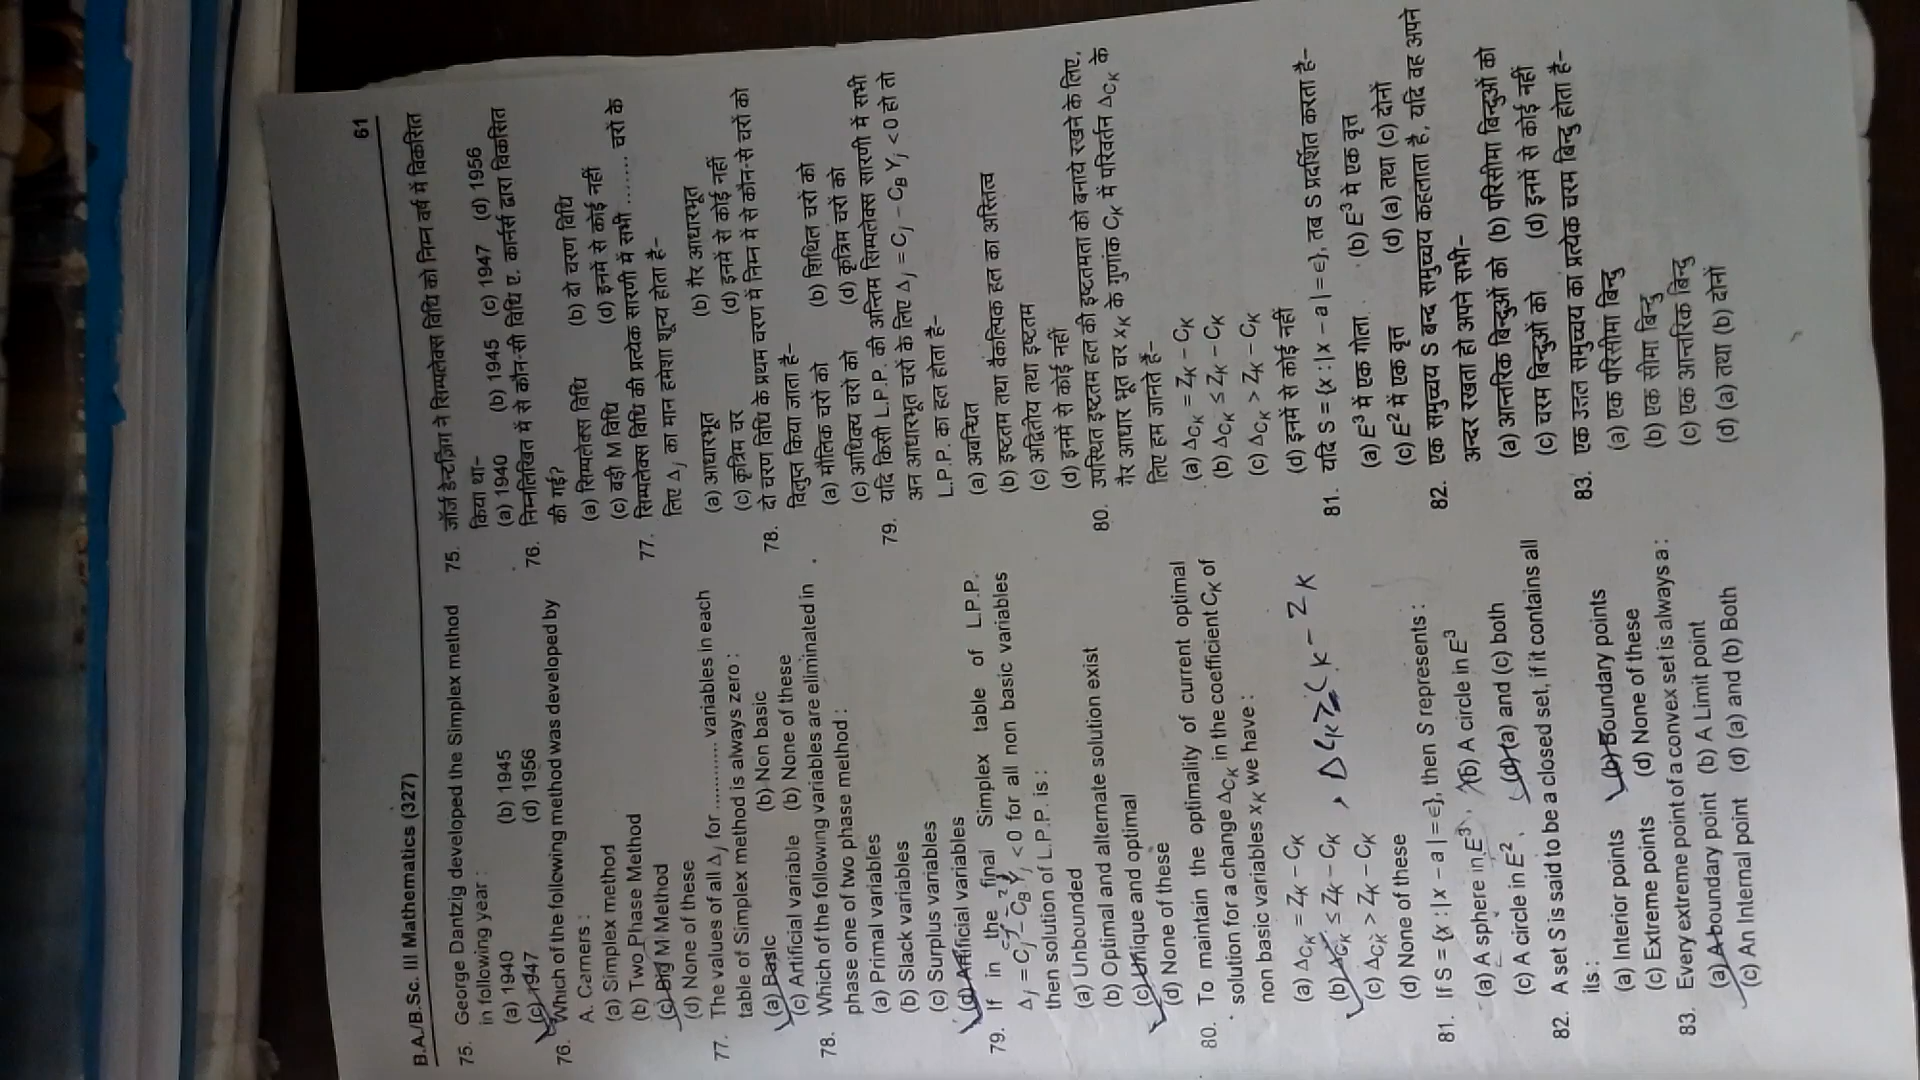 B.A./B.Sc. III Mathematics (327)
61
75. George Dantzig developed the Simplex method
in following year :
(a) 1940 (b) 1945
(c) 1947 (d) 1956
76. Which of the following method was developed by
A. Camers :
(a) Simplex method
(b) Two Phase Method
(c) Big M Method
(d) None of these
77. The values of all Δj for ............ variables in each
table of Simplex method is always zero :
(a) Basic (b) Non basic
(c) Artificial variable (b) None of these
78. Which of the following variables are eliminated in
phase one of two phase method :
(a) Primal variables
(b) Slack variables
(c) Surplus variables
(d) Artificial variables
79. If in the final Simplex table of L.P.P.
Δj = Cj - CB Yj < 0 for all non basic variables
then solution of L.P.P. is :
(a) Unbounded
(b) Optimal and alternate solution exist
(c) Unique and optimal
(d) None of these
80. To maintain the optimality of current optimal
solution for a change ΔCK in the coefficient CK of
non basic variables xK we have :
(a) ΔCK = ZK – CK
(b) ΔCK ≤ ZK – CK
(c) ΔCK > ZK – CK
(d) None of these
81. If S = {x : |x – a| = ∈}, then S represents :
(a) A sphere in E³ (b) A circle in E³
(c) A circle in E² (d) (a) and (c) both
82. A set S is said to be a closed set, if it contains all
its :
(a) Interior points (b) Boundary points
(c) Extreme points (d) None of these
83. Every extreme point of a convex set is always a :
(a) A boundary point (b) A Limit point
(c) An Internal point (d) (a) and (b) Both
75. जॉर्ज डेन्टज़िग ने सिम्पलेक्स विधि को निम्न वर्ष में विकसित
किया था–
(a) 1940 (b) 1945 (c) 1947 (d) 1956
76. निम्नलिखित में से कौन-सी विधि ए. कार्नर्स द्वारा विकसित
की गई?
(a) सिम्पलेक्स विधि (b) दो चरण विधि
(c) बड़ी M विधि (d) इनमें से कोई नहीं
77. सिम्पलेक्स विधि की प्रत्येक सारणी में सभी ....... चरों के
लिए Δj का मान हमेशा शून्य होता है–
(a) आधारभूत (b) गैर आधारभूत
(c) कृत्रिम चर (d) इनमें से कोई नहीं
78. दो चरण विधि के प्रथम चरण में निम्न में से कौन-से चरों को
विलुप्त किया जाता है–
(a) मौलिक चरों को (b) शिथिल चरों को
(c) आधिक्य चरो को (d) कृत्रिम चरों को
79. यदि किसी L.P.P. की अन्तिम सिम्पलेक्स सारणी में सभी
अन आधारभूत चरों के लिए Δj = Cj - CB Yj < 0 हो तो
L.P.P. का हल होता है–
(a) अबन्धित
(b) इष्टतम तथा वैकल्पिक हल का अस्तित्व
(c) अद्वितीय तथा इष्टतम
(d) इनमें से कोई नहीं
80. उपस्थित इष्टतम हल की इष्टतमता को बनाये रखने के लिए,
गैर आधार भूत चर xK के गुणांक CK में परिवर्तन ΔCK के
लिए हम जानते हैं–
(a) ΔCK = ZK – CK
(b) ΔCK ≤ ZK – CK
(c) ΔCK > ZK – CK
(d) इनमें से कोई नहीं
81. यदि S = {x : |x – a| = ∈}, तब S प्रदर्शित करता है–
(a) E³ में एक गोला (b) E³ में एक वृत्त
(c) E² में एक वृत्त (d) (a) तथा (c) दोनों
82. एक समुच्चय S बन्द समुच्चय कहलाता है, यदि वह अपने
अन्दर रखता हो अपने सभी–
(a) आन्तरिक बिन्दुओं को (b) परिसीमा बिन्दुओं को
(c) चरम बिन्दुओं को (d) इनमें से कोई नहीं
83. एक उत्तल समुच्चय का प्रत्येक चरम बिन्दु होता है–
(a) एक परिसीमा बिन्दु
(b) एक सीमा बिन्दु
(c) एक आन्तरिक बिन्दु
(d) (a) तथा (b) दोनों